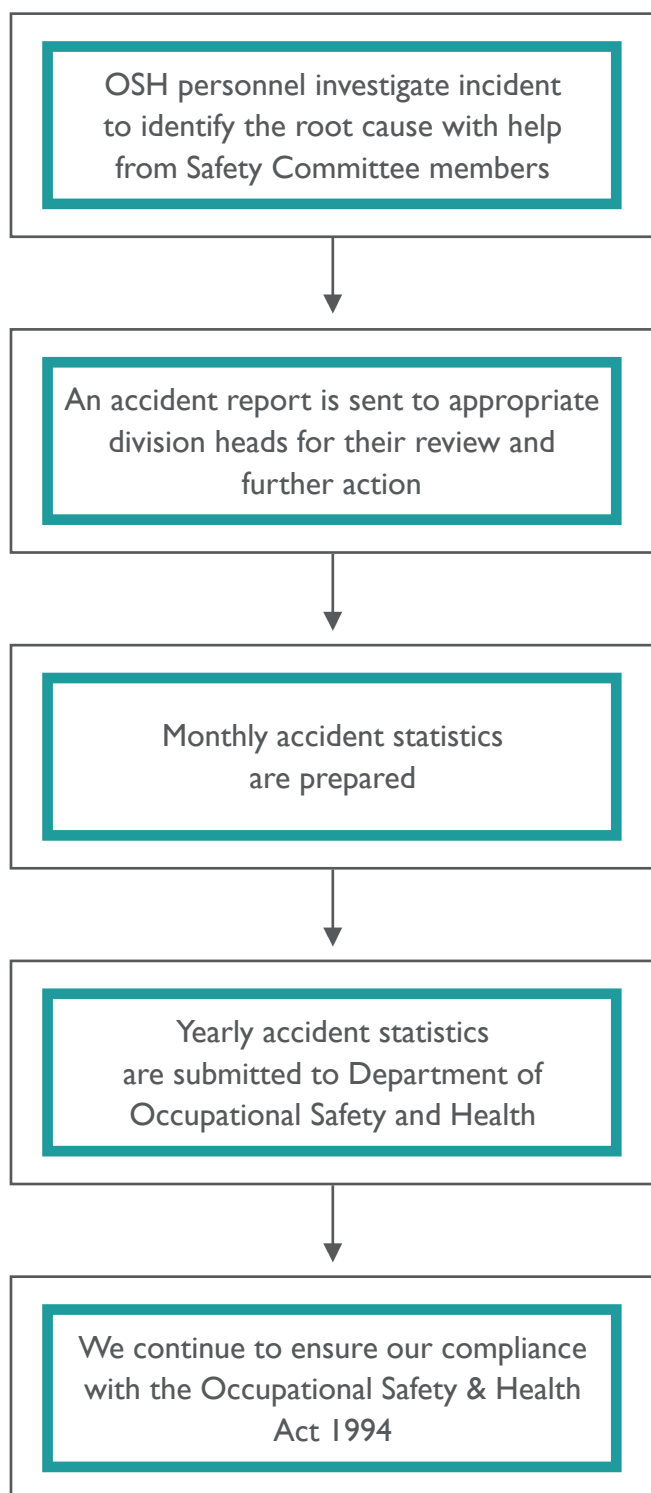 OSH personnel investigate incident
to identify the root cause with help
from Safety Committee members
An accident report is sent to appropriate
division heads for their review and
further action
Monthly accident statistics
are prepared
Yearly accident statistics
are submitted to Department of
Occupational Safety and Health
We continue to ensure our compliance
with the Occupational Safety & Health
Act 1994